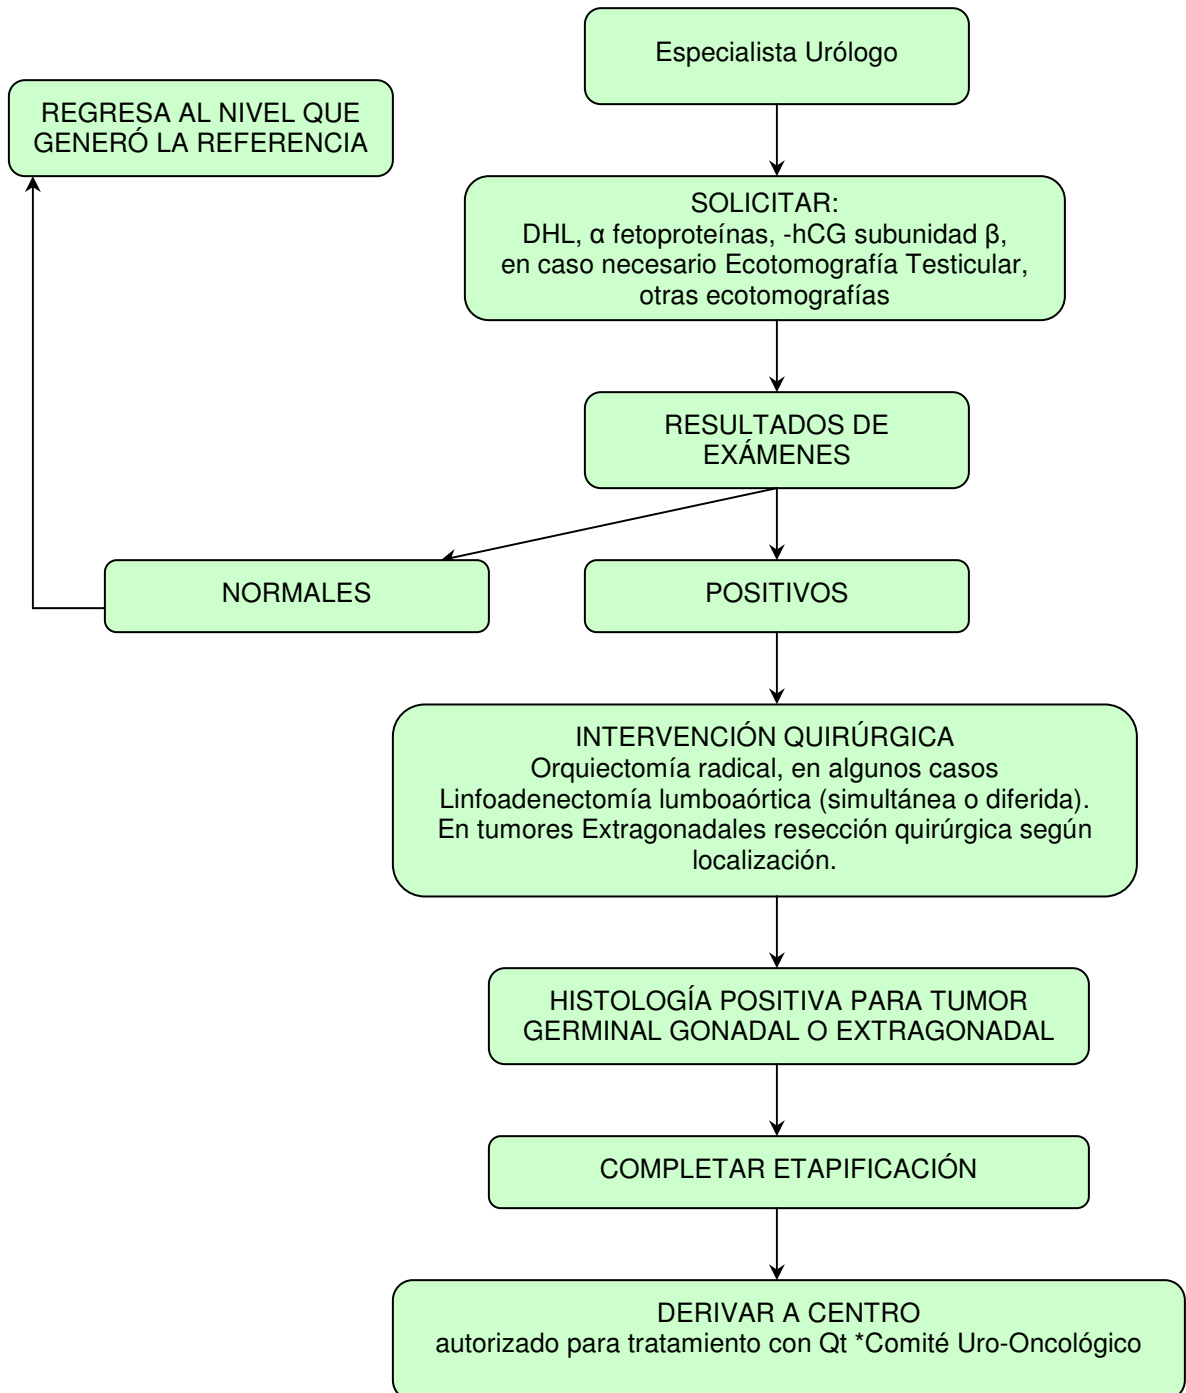 Especialista Urólogo
REGRESA AL NIVEL QUE
GENERÓ LA REFERENCIA
SOLICITAR:
DHL, α fetoproteínas, -hCG subunidad β,
en caso necesario Ecotomografía Testicular,
otras ecotomografías
RESULTADOS DE
EXÁMENES
NORMALES
POSITIVOS
INTERVENCIÓN QUIRÚRGICA
Orquiectomía radical, en algunos casos
Linfoadenectomía lumboaórtica (simultánea o diferida).
En tumores Extragonadales resección quirúrgica según
localización.
HISTOLOGÍA POSITIVA PARA TUMOR
GERMINAL GONADAL O EXTRAGONADAL
COMPLETAR ETAPIFICACIÓN
DERIVAR A CENTRO
autorizado para tratamiento con Qt *Comité Uro-Oncológico